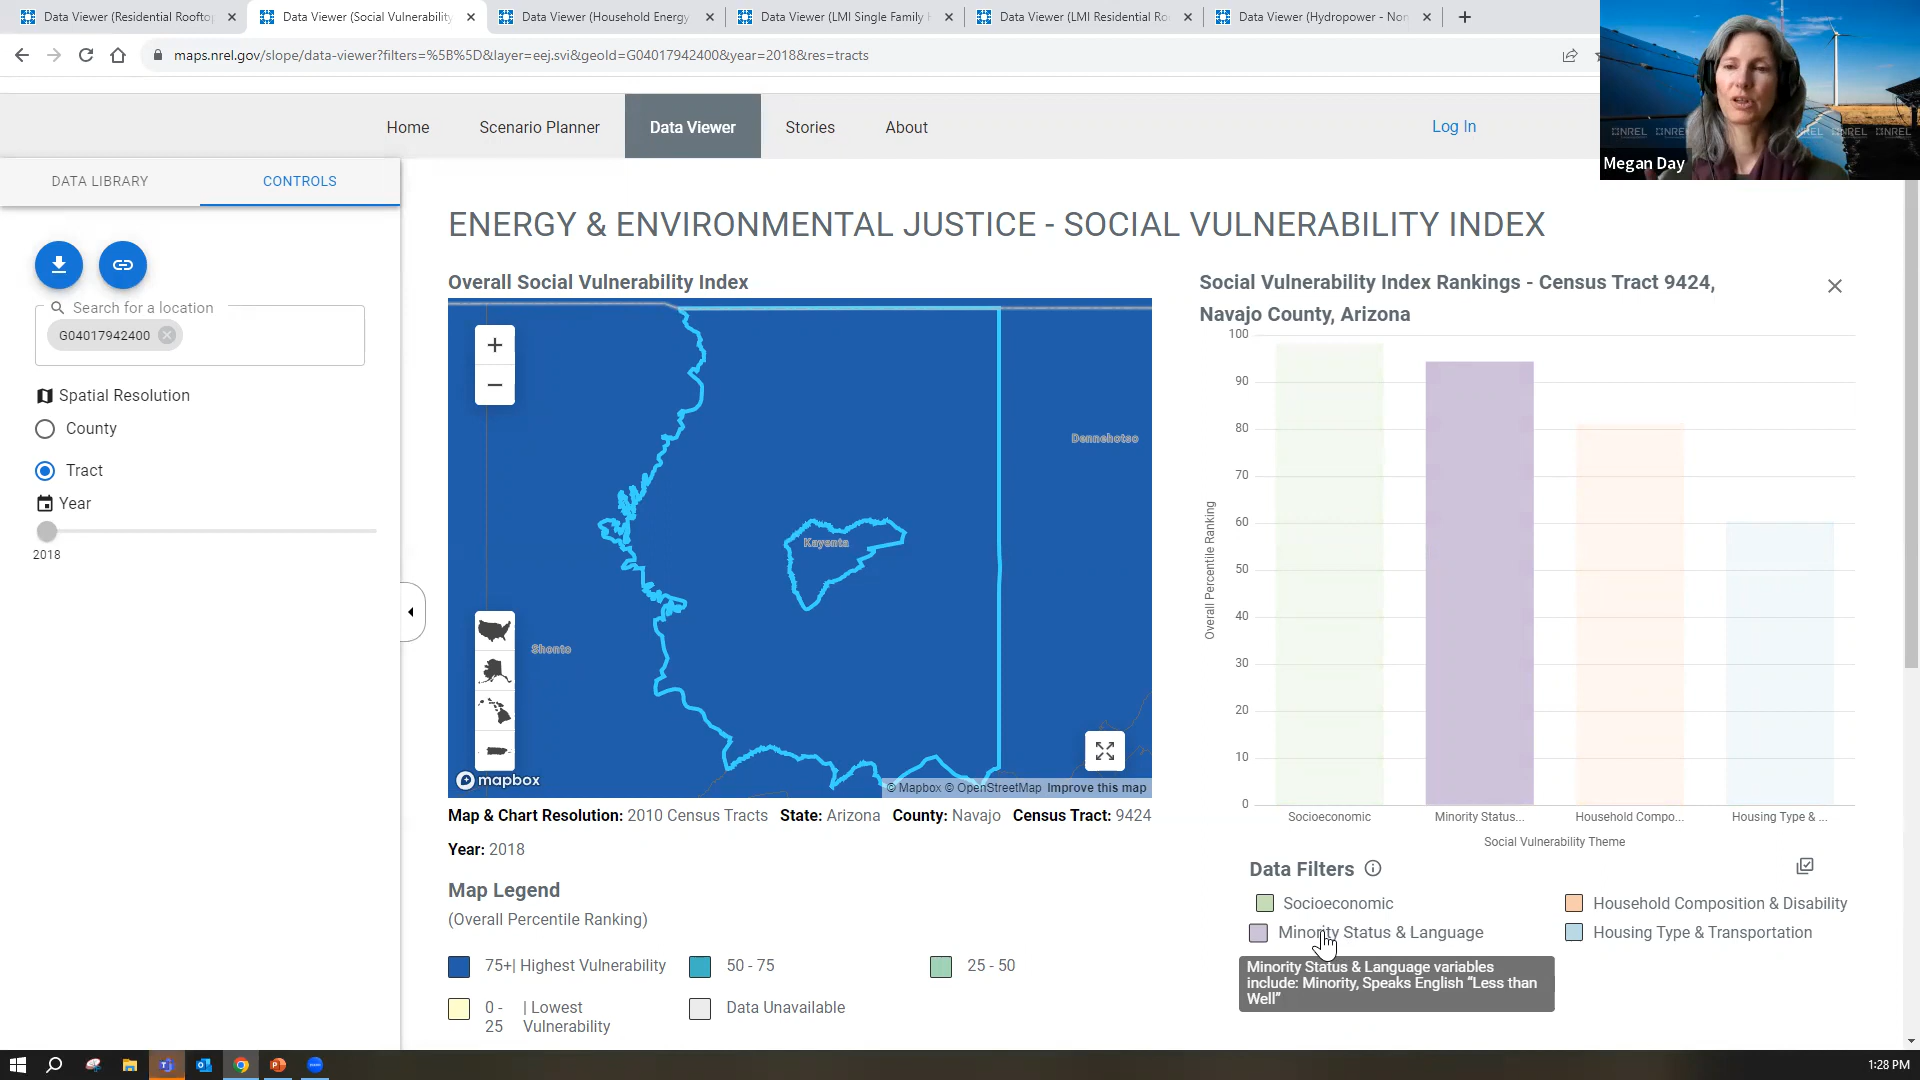 Data Viewer (Residential Roofto
Data Viewer (Social Vulnerability
Data Viewer (Household Energy
Data Viewer (LMI Single Family H
Data Viewer (LMI Residential Ro
Data Viewer (Hydropower - Non
maps.nrel.gov/slope/data-viewer?filters=%5B%5D&layer=eej.svi&geoId=G04017942400&year=2018&res=tracts
Home
Scenario Planner
Data Viewer
Stories
About
Log In
NREL NREL NREL NREL NREL
Megan Day
DATA LIBRARY
CONTROLS
Search for a location
G04017942400
Spatial Resolution
County
Tract
Year
2018
ENERGY & ENVIRONMENTAL JUSTICE - SOCIAL VULNERABILITY INDEX
Overall Social Vulnerability Index
Dennehotso
Kayenta
Shonto
mapbox
© Mapbox © OpenStreetMap Improve this map
Map & Chart Resolution: 2010 Census Tracts State: Arizona County: Navajo Census Tract: 9424
Year: 2018
Map Legend
(Overall Percentile Ranking)
75+| Highest Vulnerability
50 - 75
25 - 50
0 - 25 | Lowest Vulnerability
Data Unavailable
Social Vulnerability Index Rankings - Census Tract 9424,
Navajo County, Arizona
100
90
80
70
60
50
40
30
20
10
0
Overall Percentile Ranking
Socioeconomic
Minority Status...
Household Compo...
Housing Type & ...
Social Vulnerability Theme
Data Filters
Socioeconomic
Household Composition & Disability
Minority Status & Language
Housing Type & Transportation
Minority Status & Language variables
include: Minority, Speaks English “Less than
Well”
1:28 PM